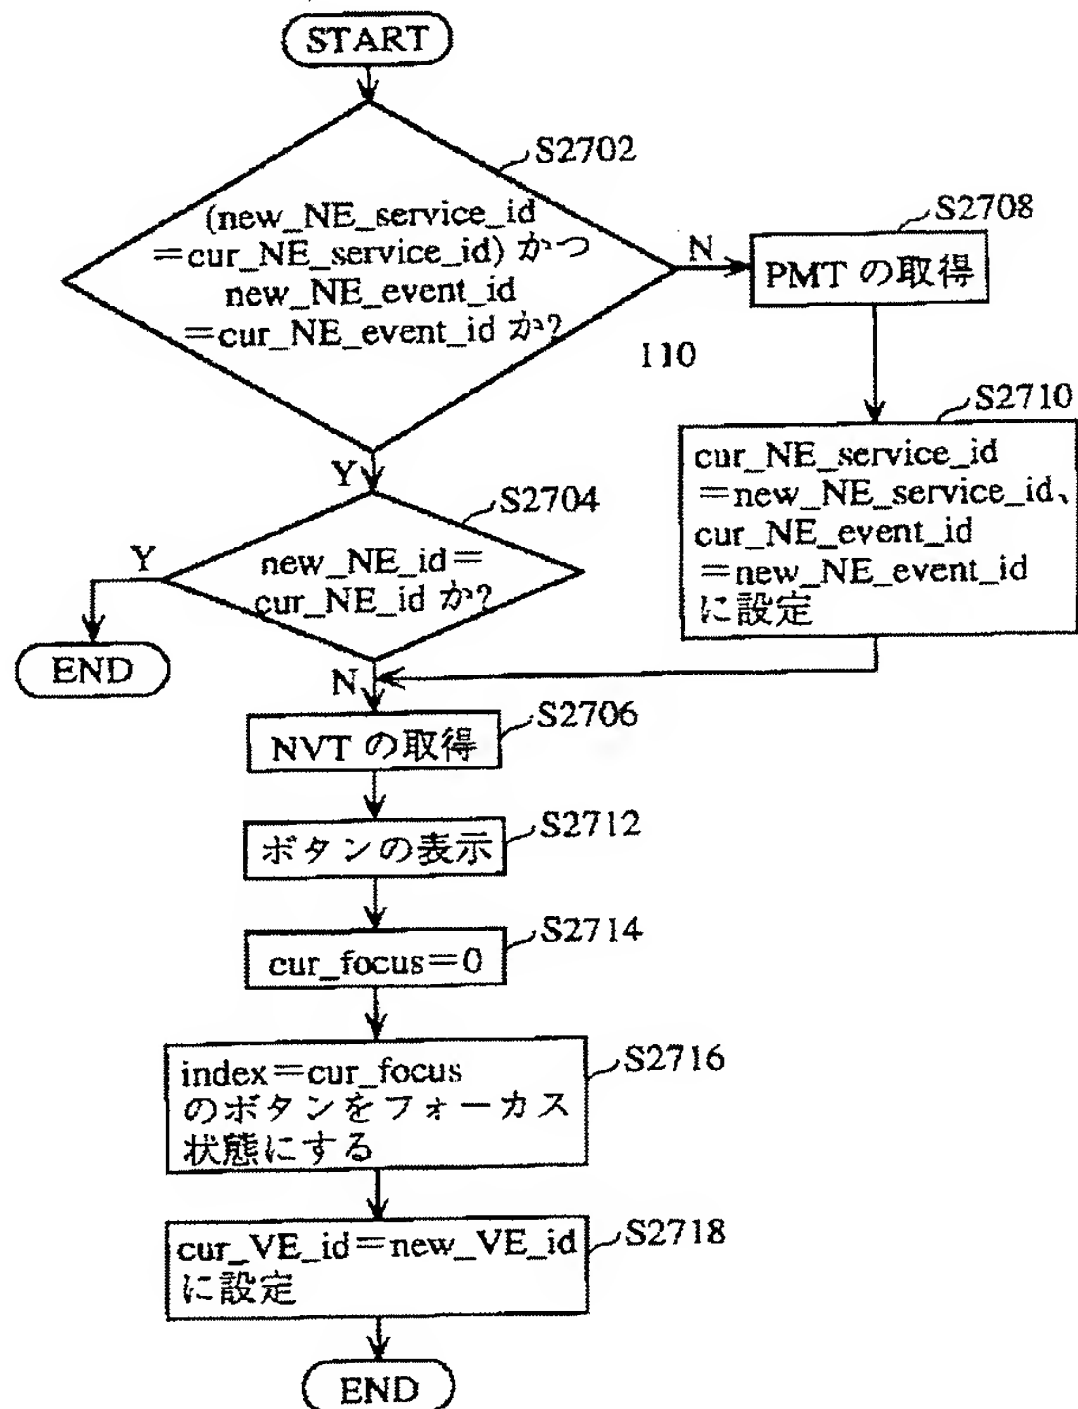 START
S2702
(new_NE_service_id
=cur_NE_service_id) かつ
new_NE_event_id
=cur_NE_event_id か?
N
S2708
PMT の取得
110
S2710
cur_NE_service_id
=new_NE_service_id、
cur_NE_event_id
=new_NE_event_id
に設定
Y
S2704
new_NE_id=
cur_NE_id か?
Y
END
N
S2706
NVT の取得
S2712
ボタンの表示
S2714
cur_focus=0
S2716
index=cur_focus
のボタンをフォーカス
状態にする
S2718
cur_VE_id=new_VE_id
に設定
END